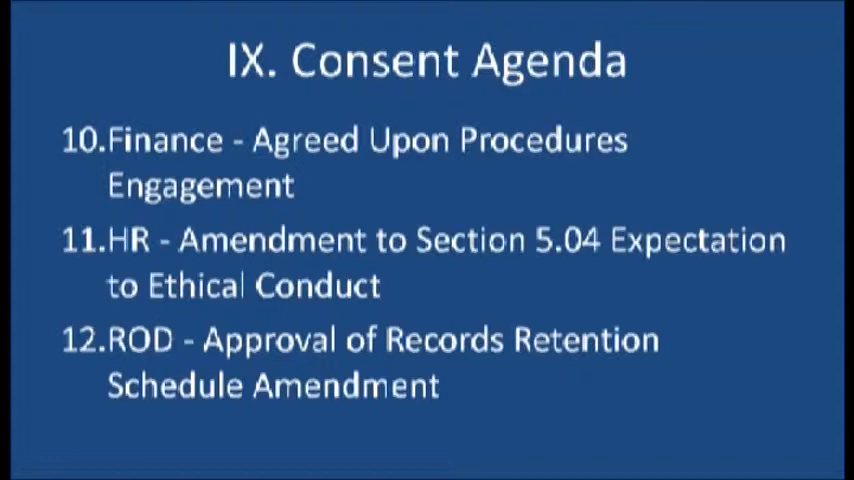 IX. Consent Agenda
10.Finance - Agreed Upon Procedures
Engagement
11.HR - Amendment to Section 5.04 Expectation
to Ethical Conduct
12.ROD - Approval of Records Retention
Schedule Amendment